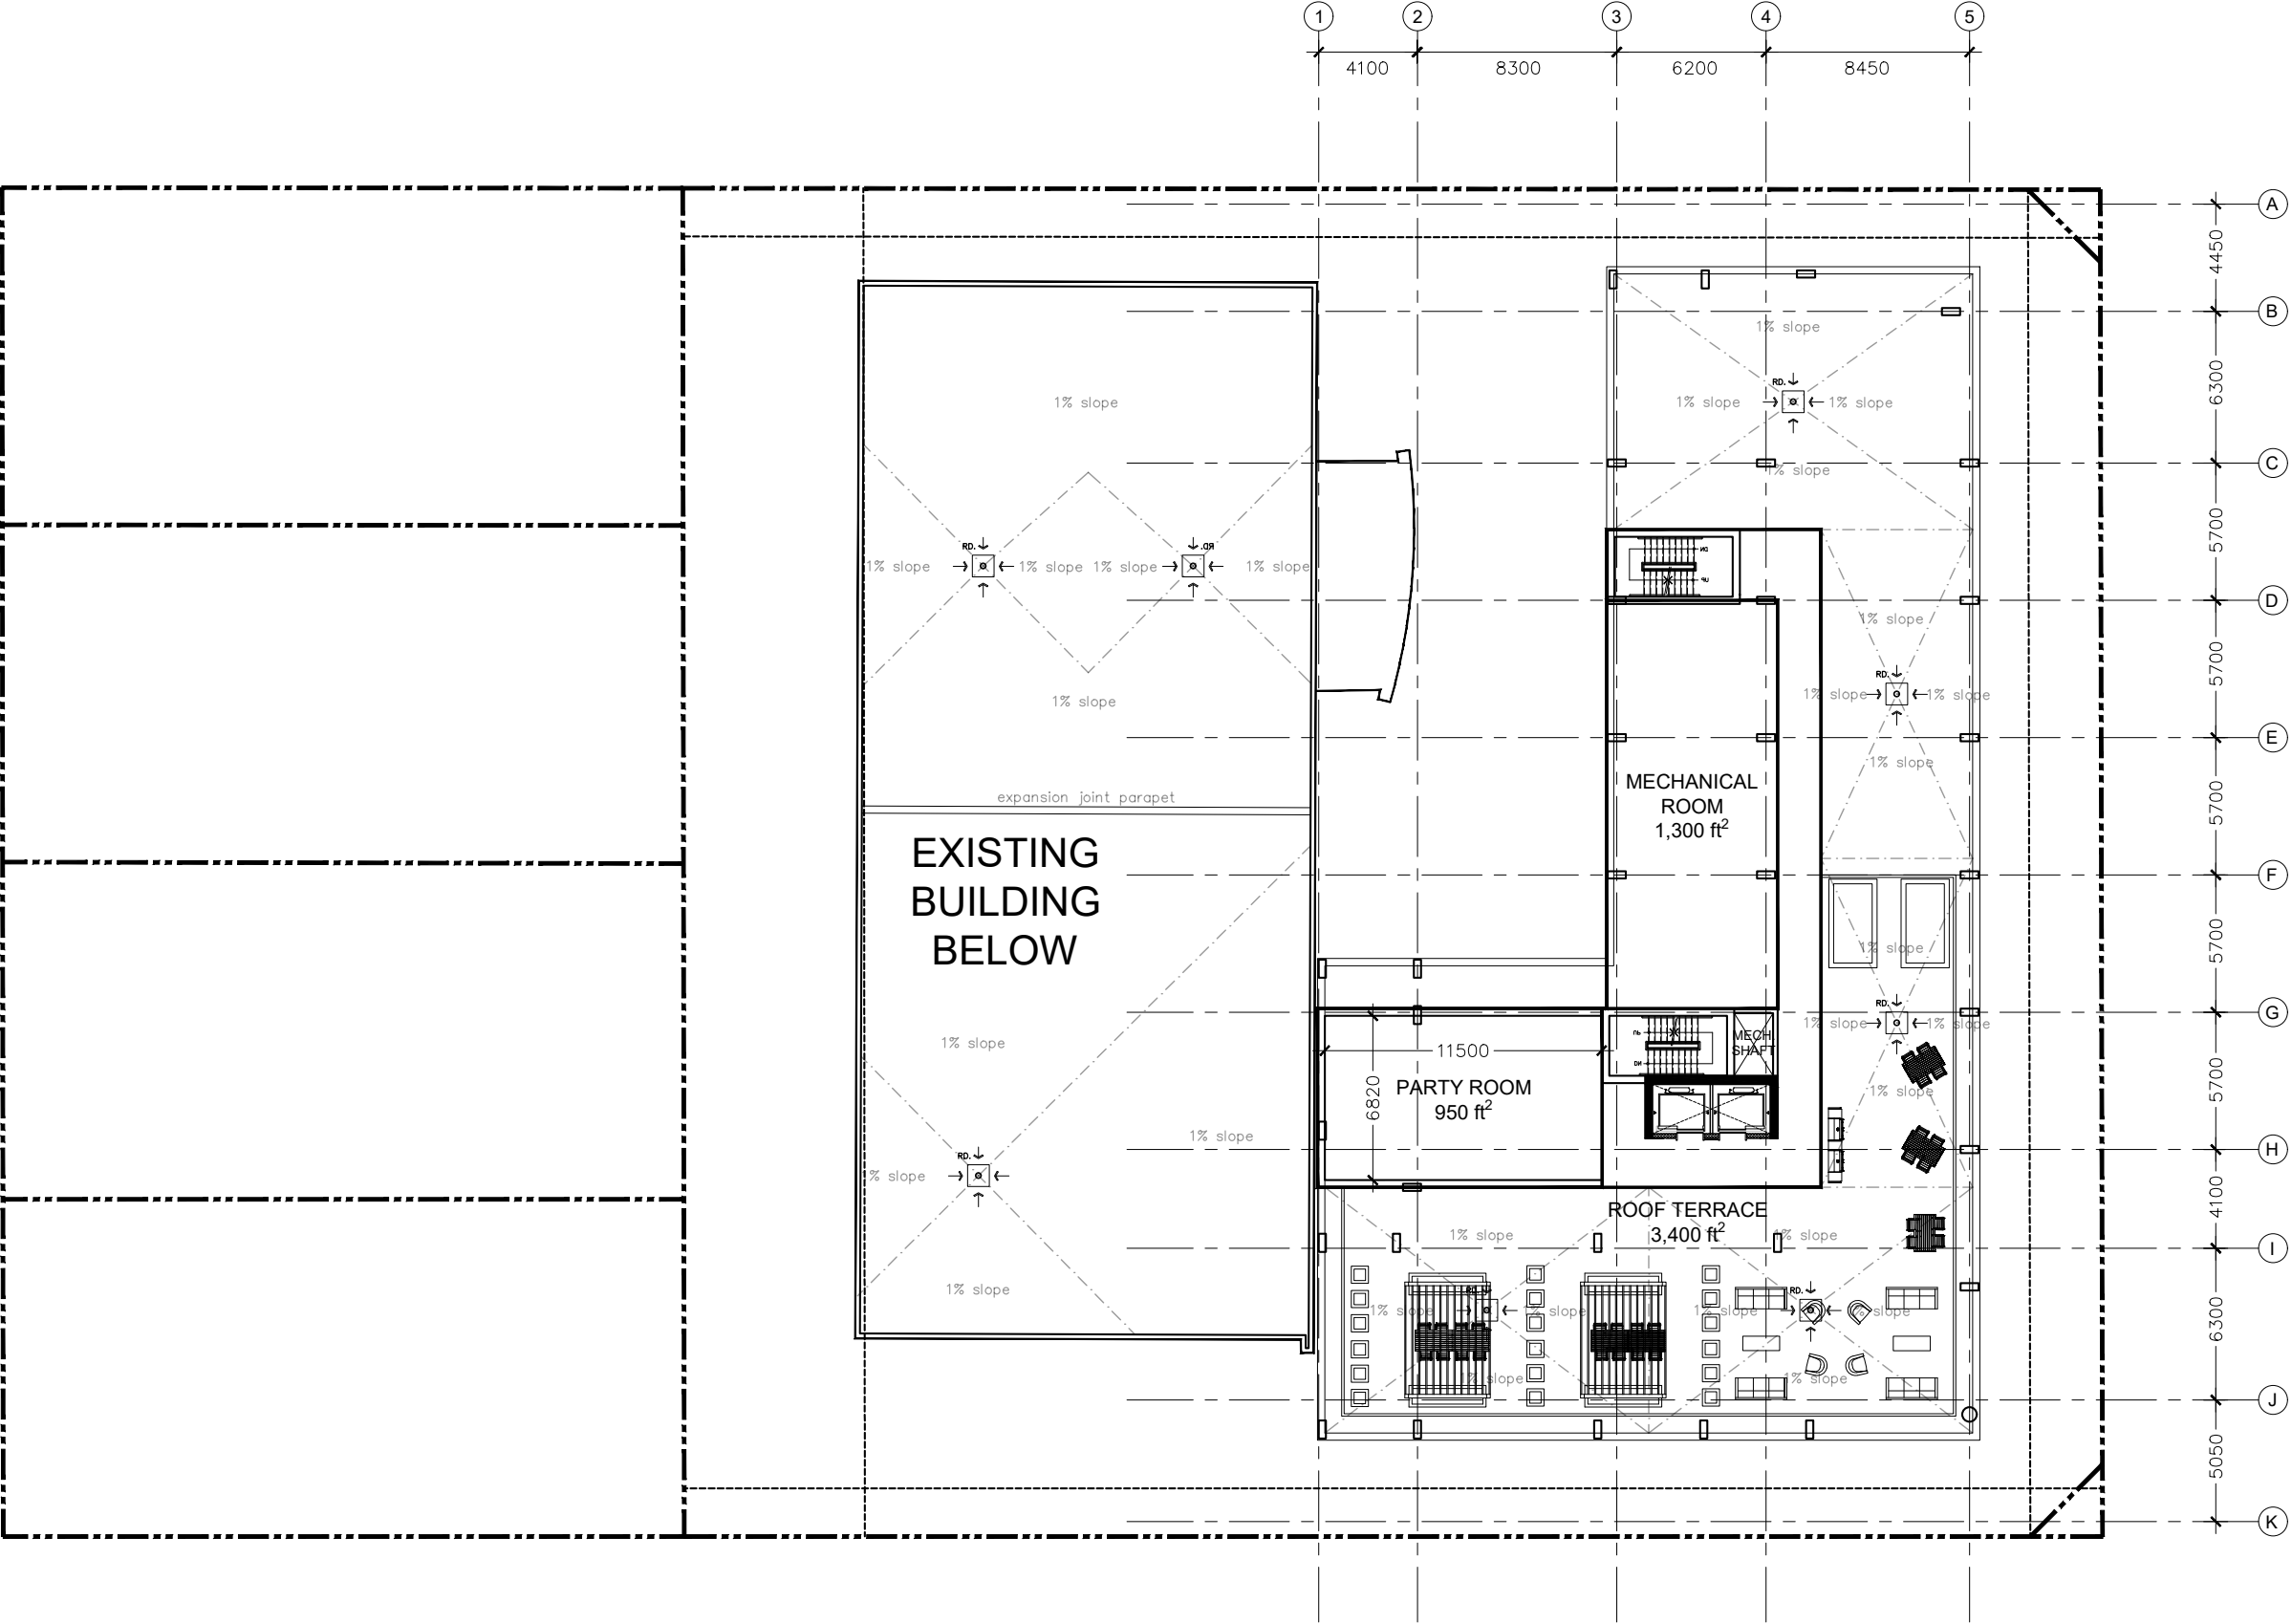 1 2 3 4 5
4100 8300 6200 8450
A
4450
B
1% slope
6300
RD.
1% slope 1% slope 1% slope
C
1% slope
5700
RD. RD.
DN
1% slope 1% slope 1% slope 1% slope
UP
D
1% slope
5700
RD.
1% slope 1% slope
1% slope
E
1% slope
MECHANICAL
ROOM
1,300 ft²
5700
expansion joint parapet
EXISTING
BUILDING
BELOW
F
1% slope
5700
RD.
G
1% slope 1% slope
UP
MECH.
SHAFT
1% slope
11500
DN
PARTY ROOM
950 ft²
6820
1% slope
5700
1% slope
H
RD.
% slope
4100
ROOF TERRACE
3,400 ft²
1% slope 1% slope
I
1% slope
RD. RD.
1% slope 1% slope 1% slope 1% slope
6300
1% slope 1% slope
J
5050
K